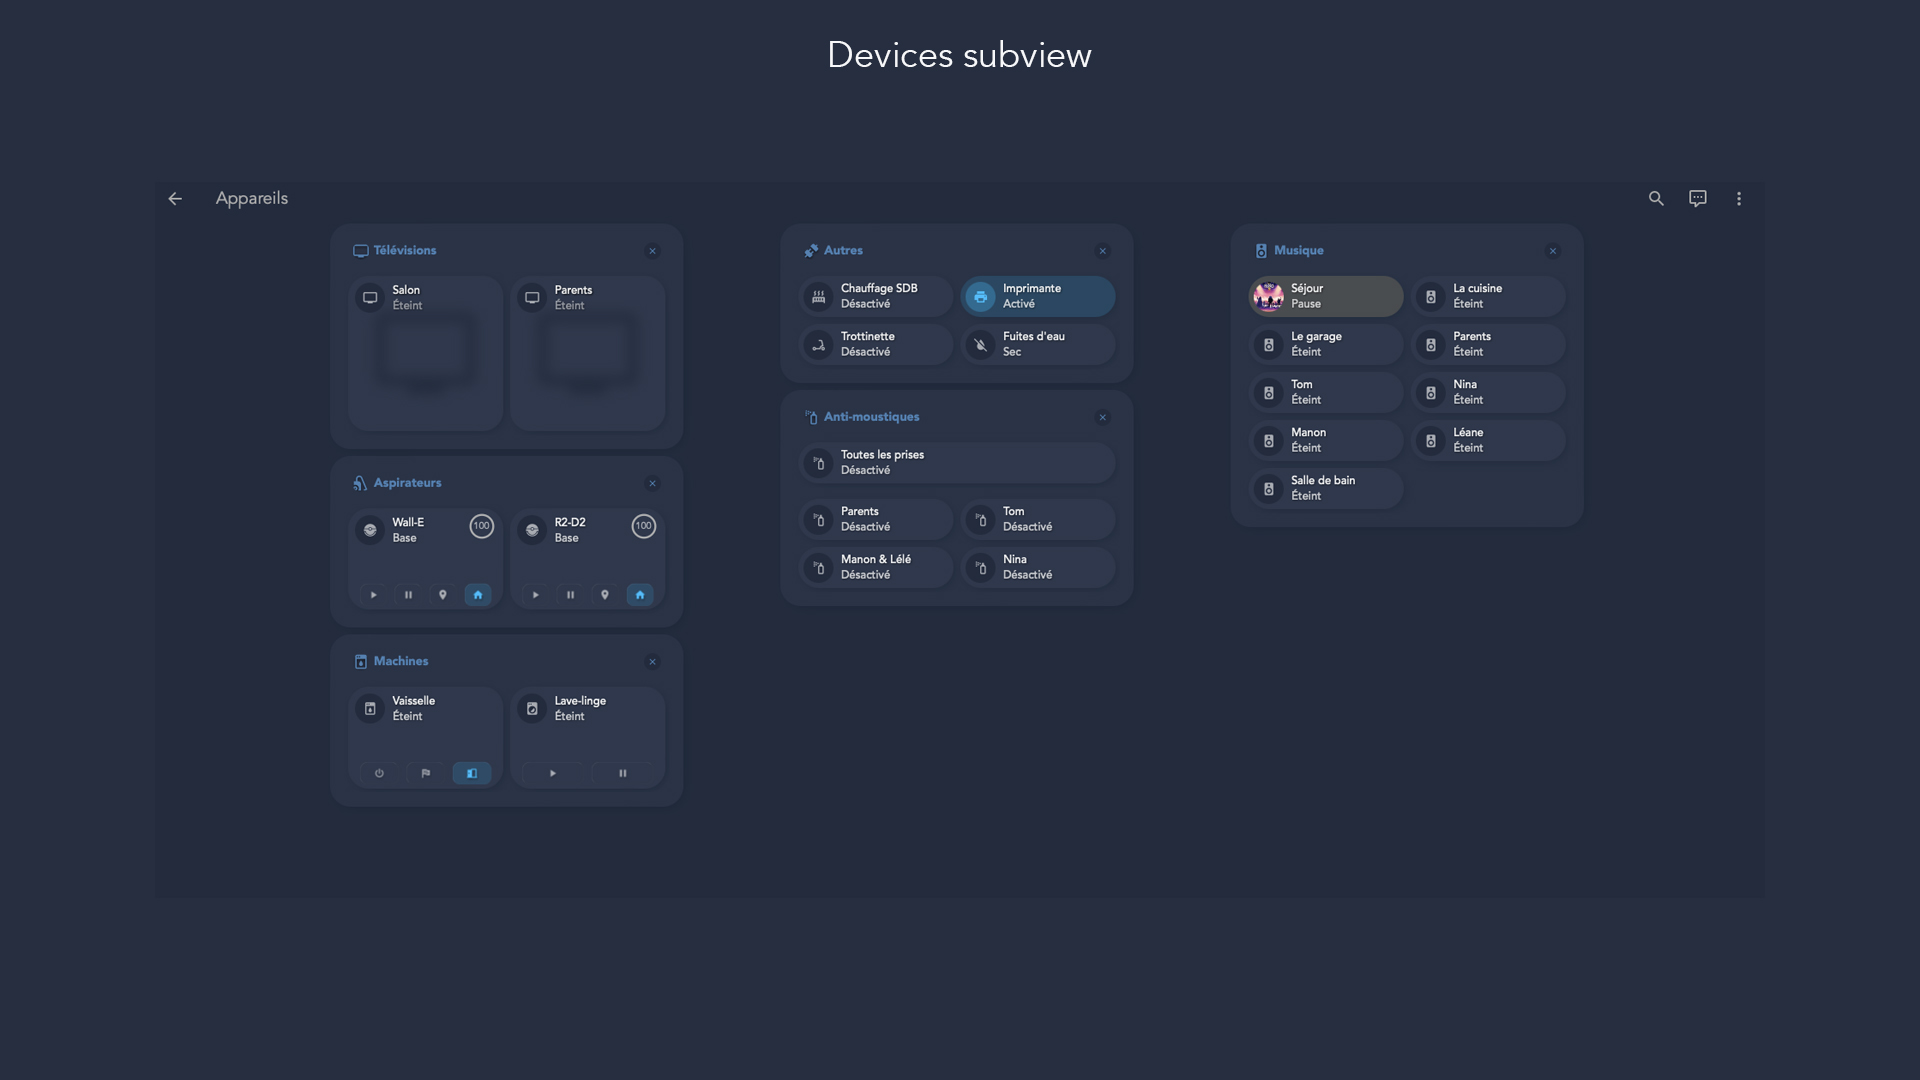 Devices subview
Appareils
Télévisions
Salon
Éteint
Parents
Éteint
Aspirateurs
Wall-E
Base
100
R2-D2
Base
100
Machines
Vaisselle
Éteint
Lave-linge
Éteint
Autres
Chauffage SDB
Désactivé
Imprimante
Activé
Trottinette
Désactivé
Fuites d'eau
Sec
Anti-moustiques
Toutes les prises
Désactivé
Parents
Désactivé
Tom
Désactivé
Manon & Lélé
Désactivé
Nina
Désactivé
Musique
Séjour
Pause
La cuisine
Éteint
Le garage
Éteint
Parents
Éteint
Tom
Éteint
Nina
Éteint
Manon
Éteint
Léane
Éteint
Salle de bain
Éteint